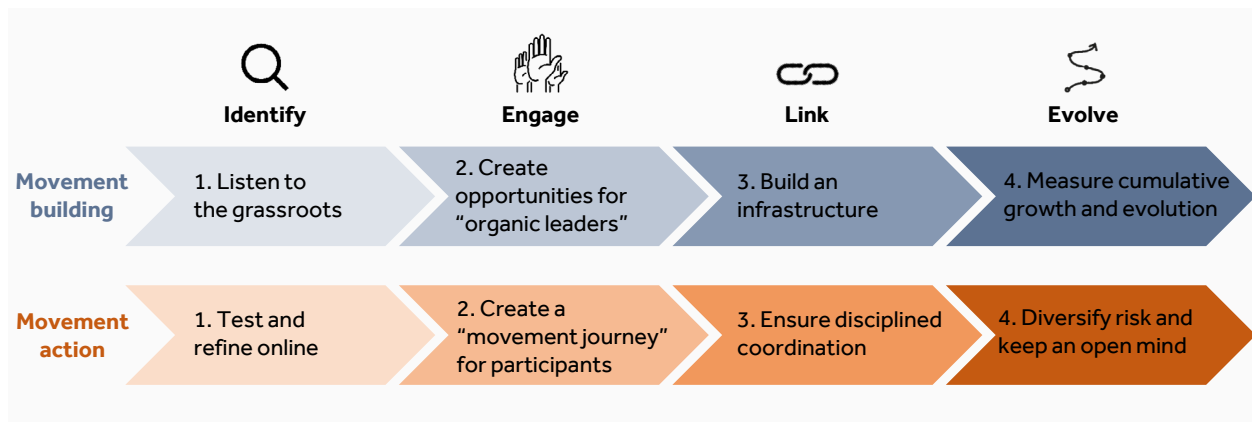 Identify
Engage
Link
Evolve
Movement
building
1. Listen to
the grassroots
2. Create
opportunities for
“organic leaders”
3. Build an
infrastructure
4. Measure cumulative
growth and evolution
Movement
action
1. Test and
refine online
2. Create a
“movement journey”
for participants
3. Ensure disciplined
coordination
4. Diversify risk and
keep an open mind